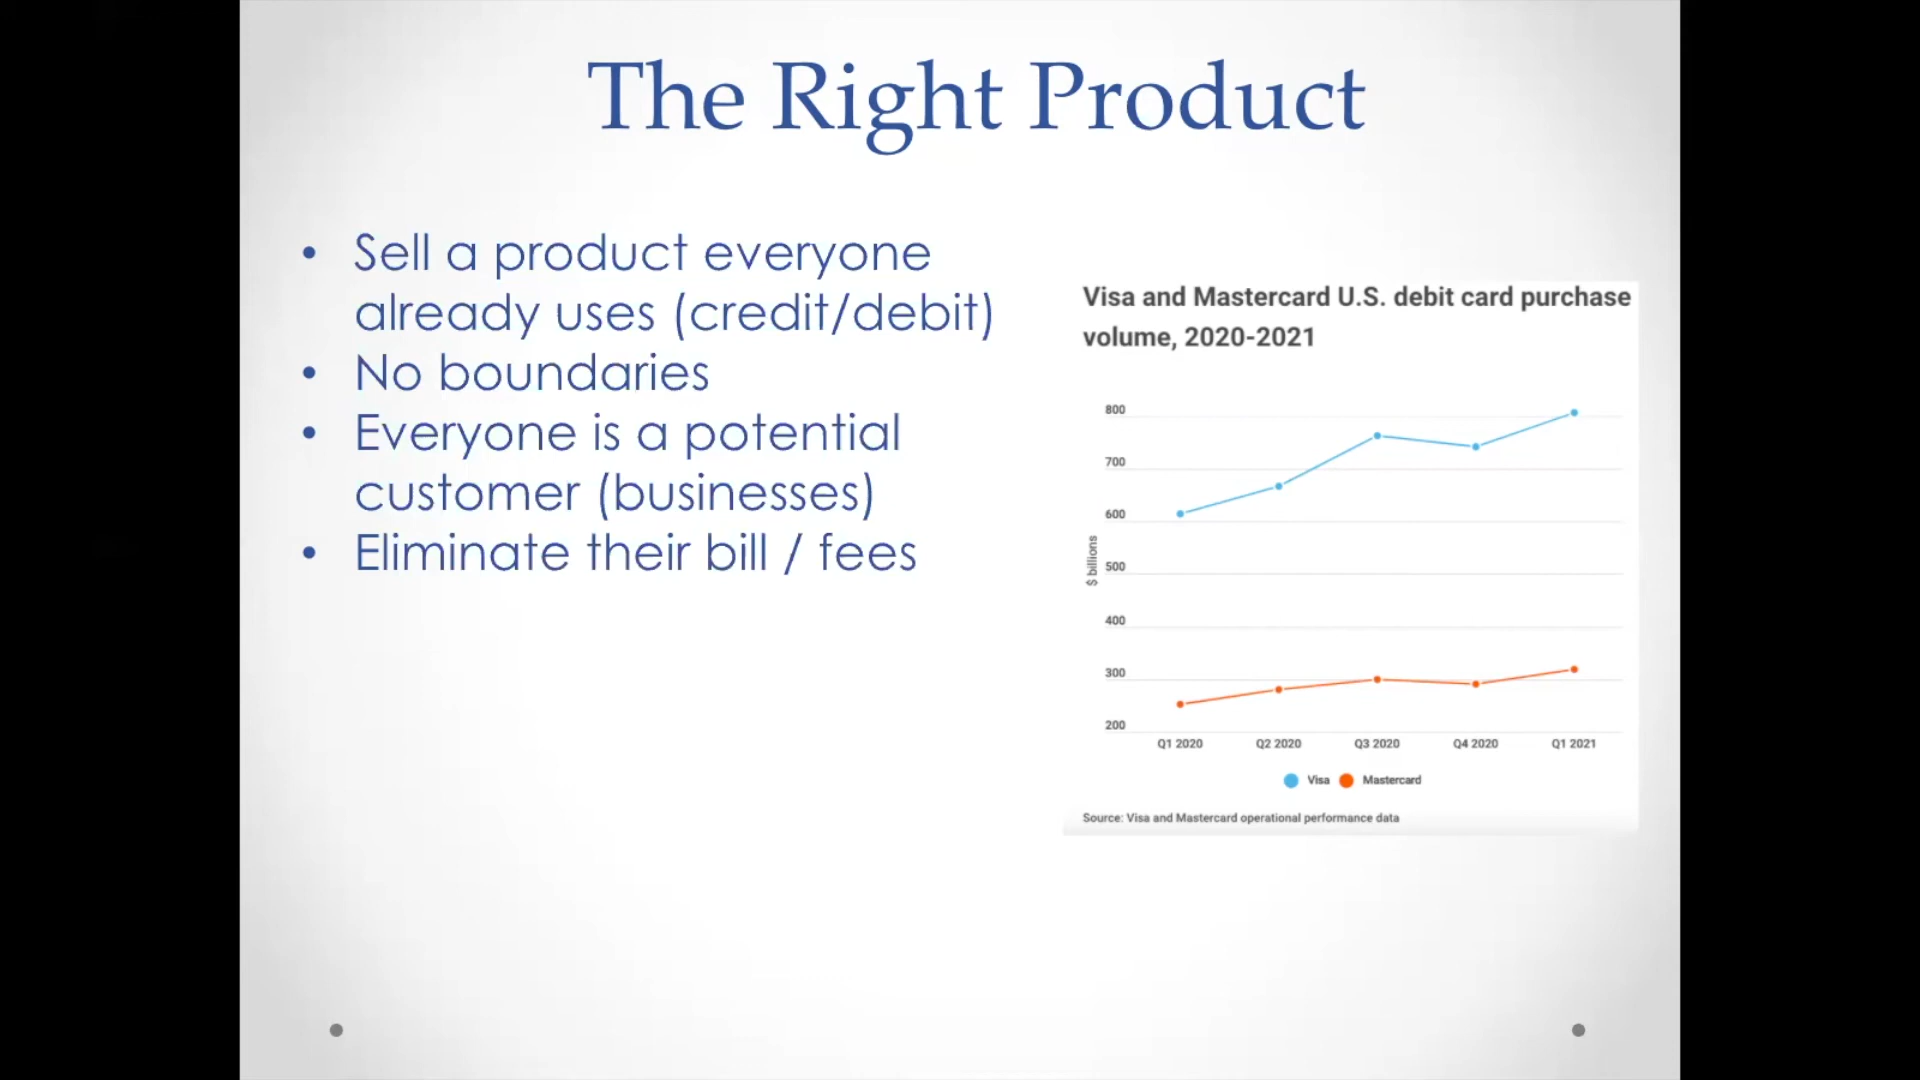 The Right Product
• Sell a product everyone
already uses (credit/debit)
• No boundaries
• Everyone is a potential
customer (businesses)
• Eliminate their bill / fees
Visa and Mastercard U.S. debit card purchase
volume, 2020-2021
800
700
600
500
400
300
200
$ billions
Q1 2020 Q2 2020 Q3 2020 Q4 2020 Q1 2021
Visa Mastercard
Source: Visa and Mastercard operational performance data